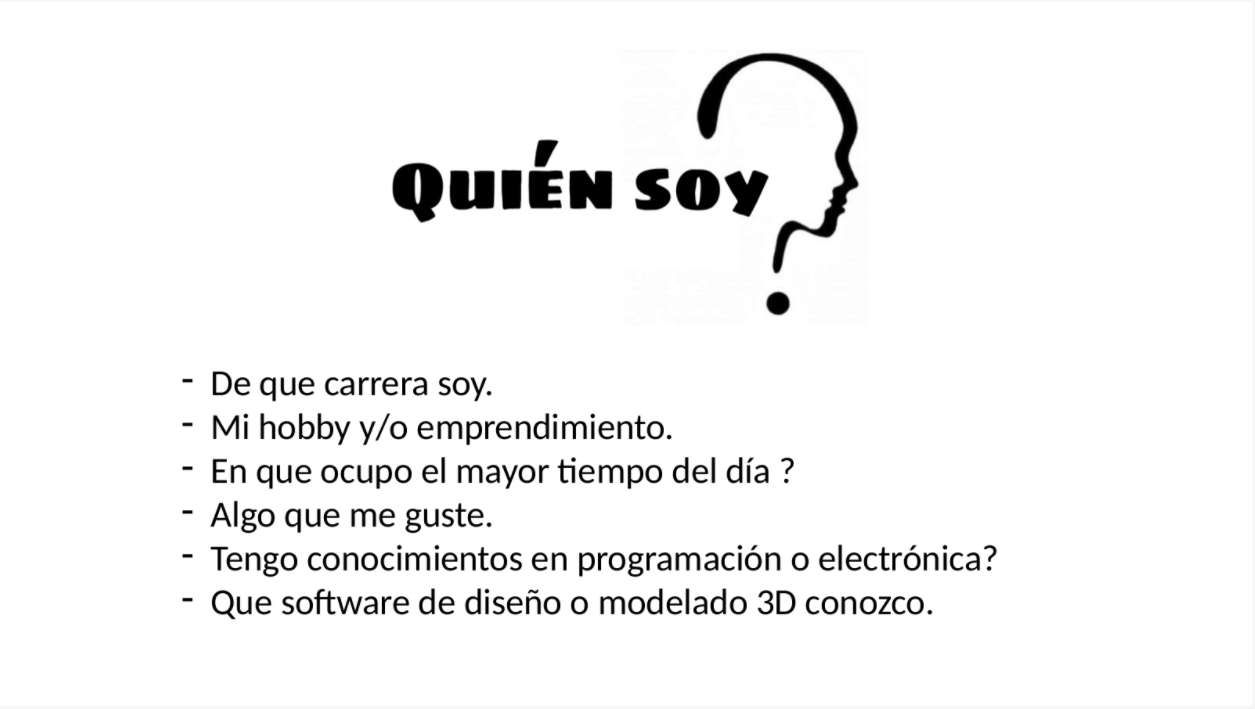 QUIÉN SOY
- De que carrera soy.
- Mi hobby y/o emprendimiento.
- En que ocupo el mayor tiempo del día ?
- Algo que me guste.
- Tengo conocimientos en programación o electrónica?
- Que software de diseño o modelado 3D conozco.